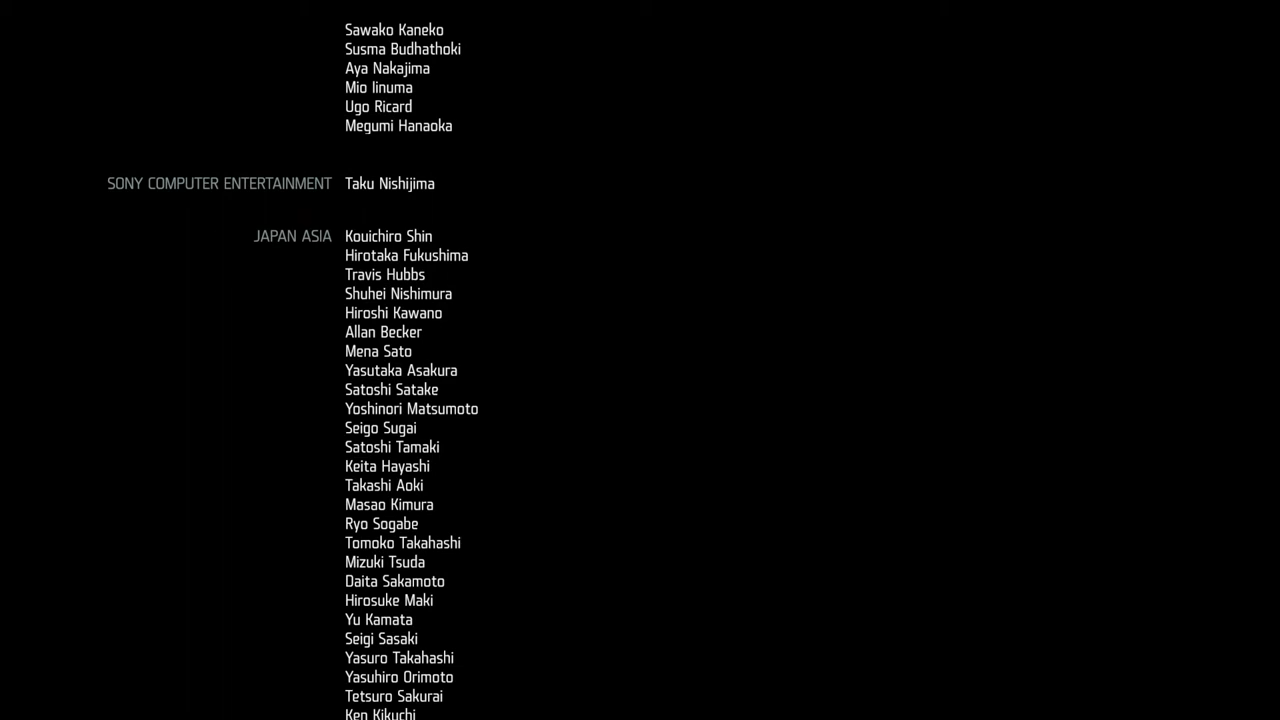 Sawako Kaneko
Susma Budhathoki
Aya Nakajima
Mio Iinuma
Ugo Ricard
Megumi Hanaoka
SONY COMPUTER ENTERTAINMENT Taku Nishijima
JAPAN ASIA Kouichiro Shin
Hirotaka Fukushima
Travis Hubbs
Shuhei Nishimura
Hiroshi Kawano
Allan Becker
Mena Sato
Yasutaka Asakura
Satoshi Satake
Yoshinori Matsumoto
Seigo Sugai
Satoshi Tamaki
Keita Hayashi
Takashi Aoki
Masao Kimura
Ryo Sogabe
Tomoko Takahashi
Mizuki Tsuda
Daita Sakamoto
Hirosuke Maki
Yu Kamata
Seigi Sasaki
Yasuro Takahashi
Yasuhiro Orimoto
Tetsuro Sakurai
Ken Kikuchi